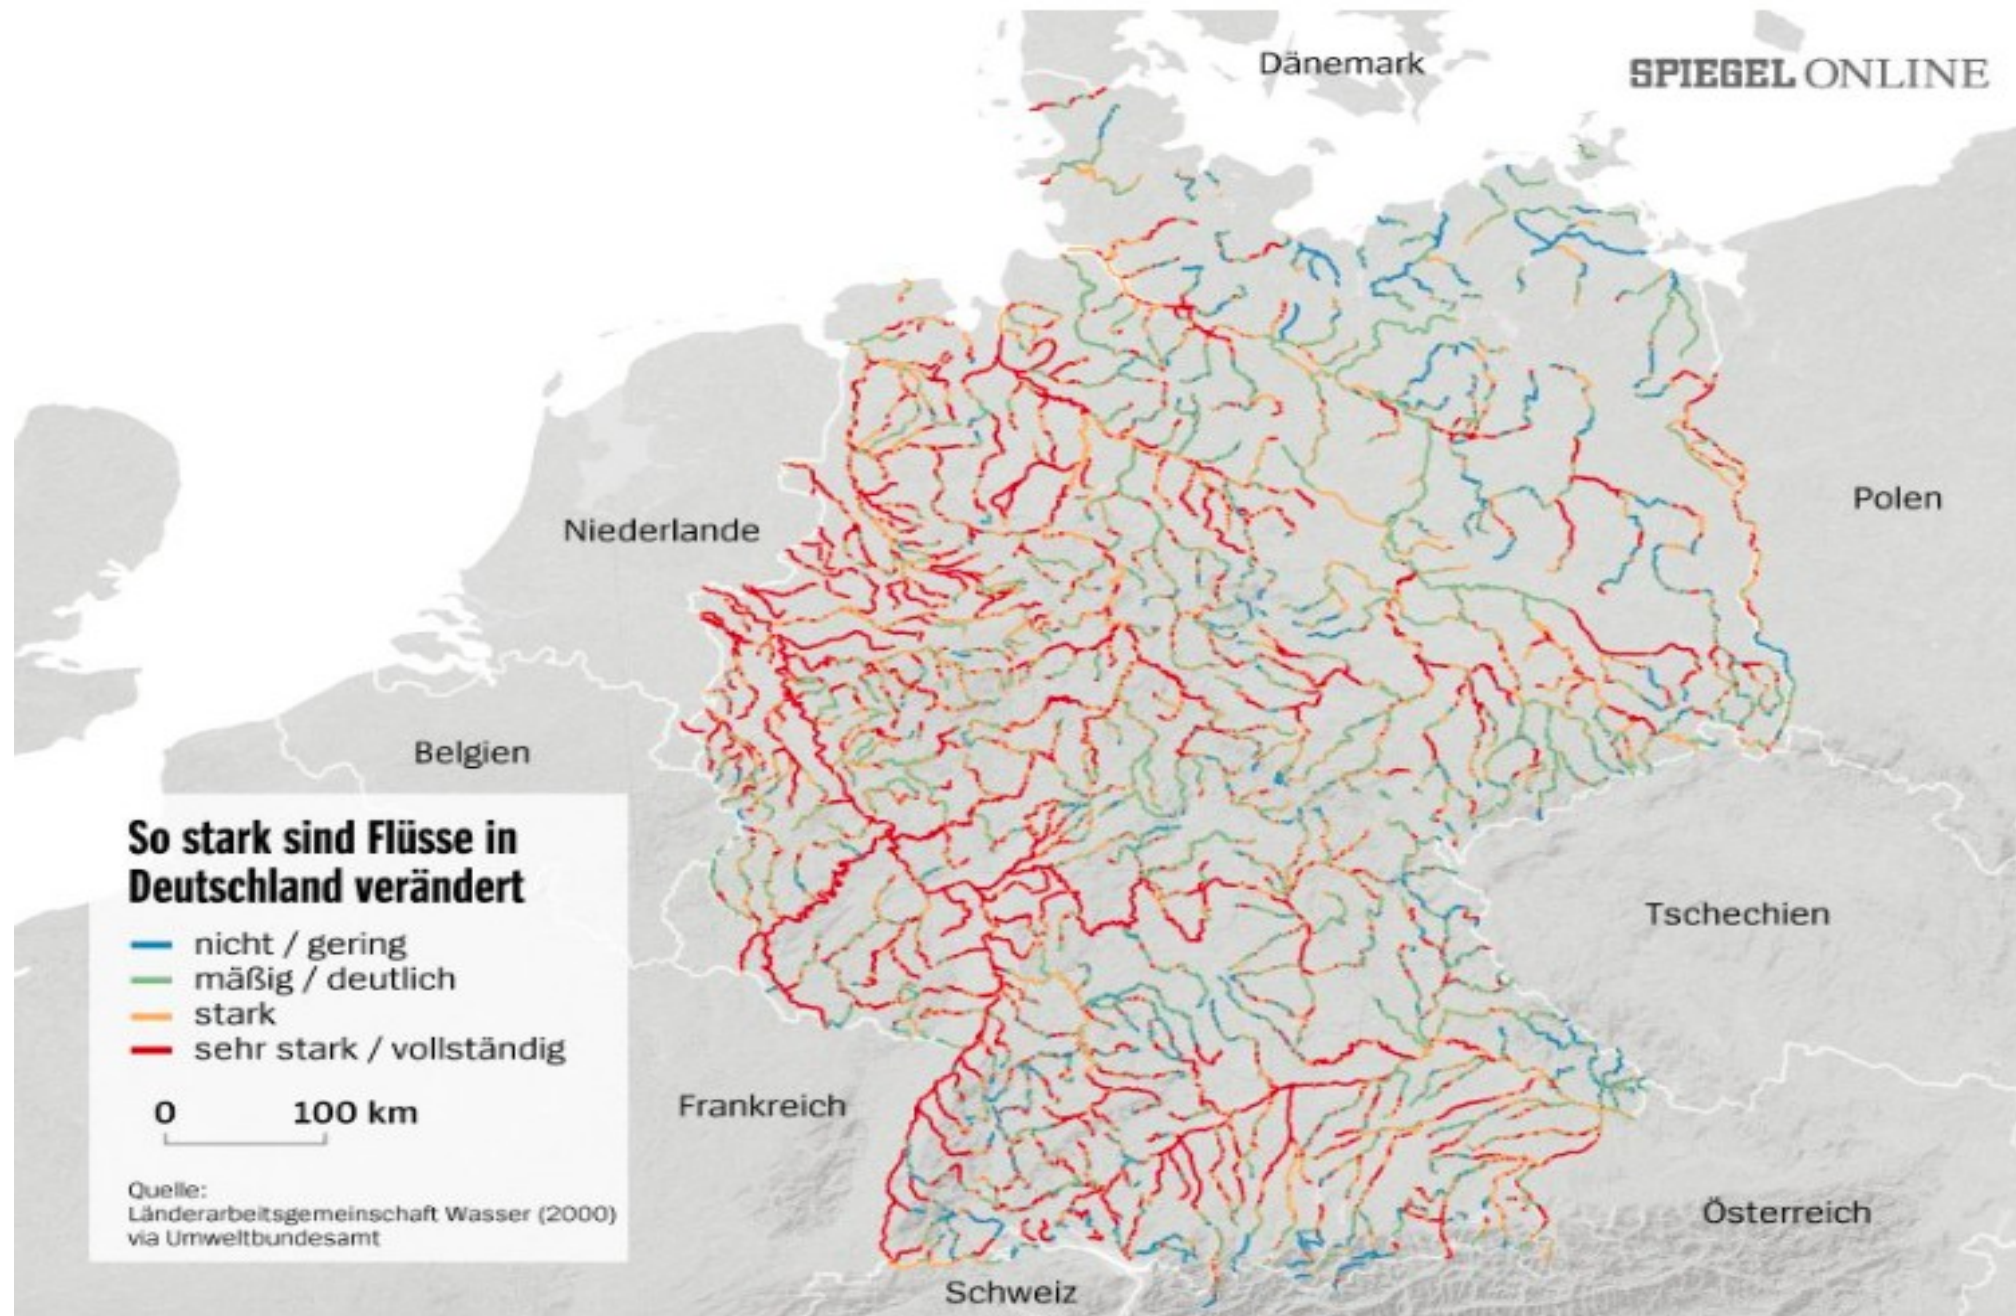 Dänemark
SPIEGEL ONLINE
Polen
Niederlande
Belgien
So stark sind Flüsse in
Deutschland verändert
nicht / gering
mäßig / deutlich
stark
sehr stark / vollständig
0 100 km
Quelle:
Länderarbeitsgemeinschaft Wasser (2000)
via Umweltbundesamt
Tschechien
Frankreich
Österreich
Schweiz